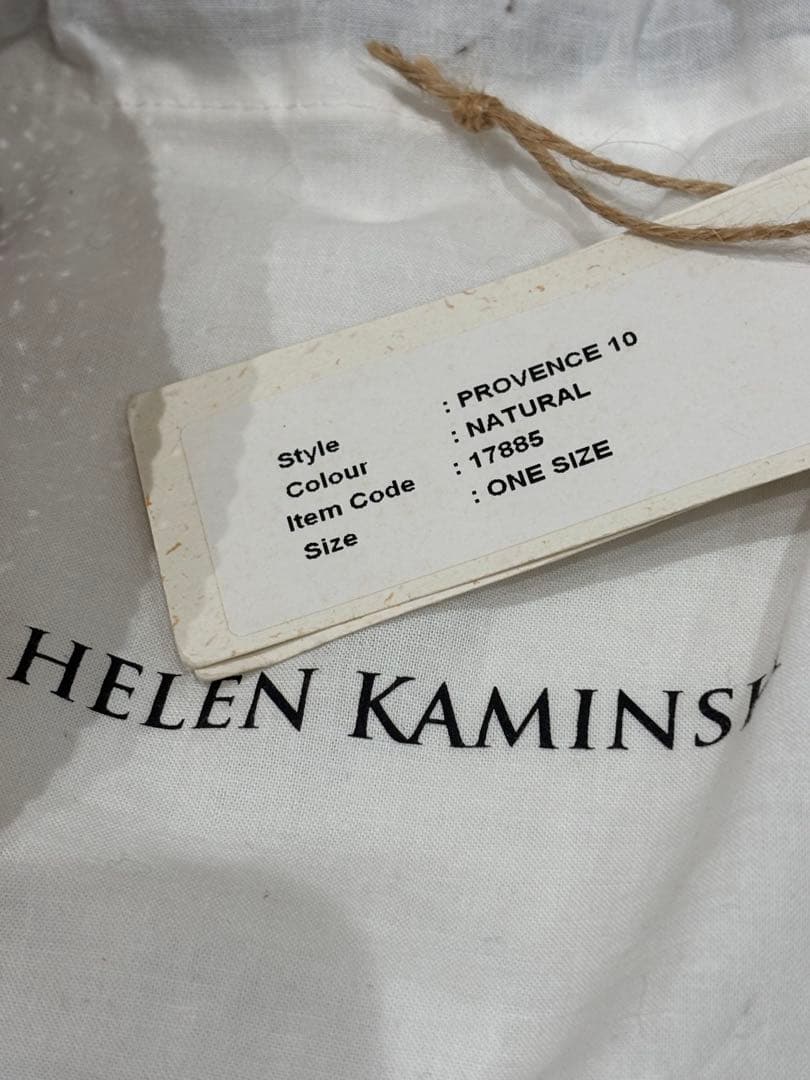 Style : PROVENCE 10
Colour : NATURAL
Item Code : 17885
Size : ONE SIZE
HELEN KAMINSK